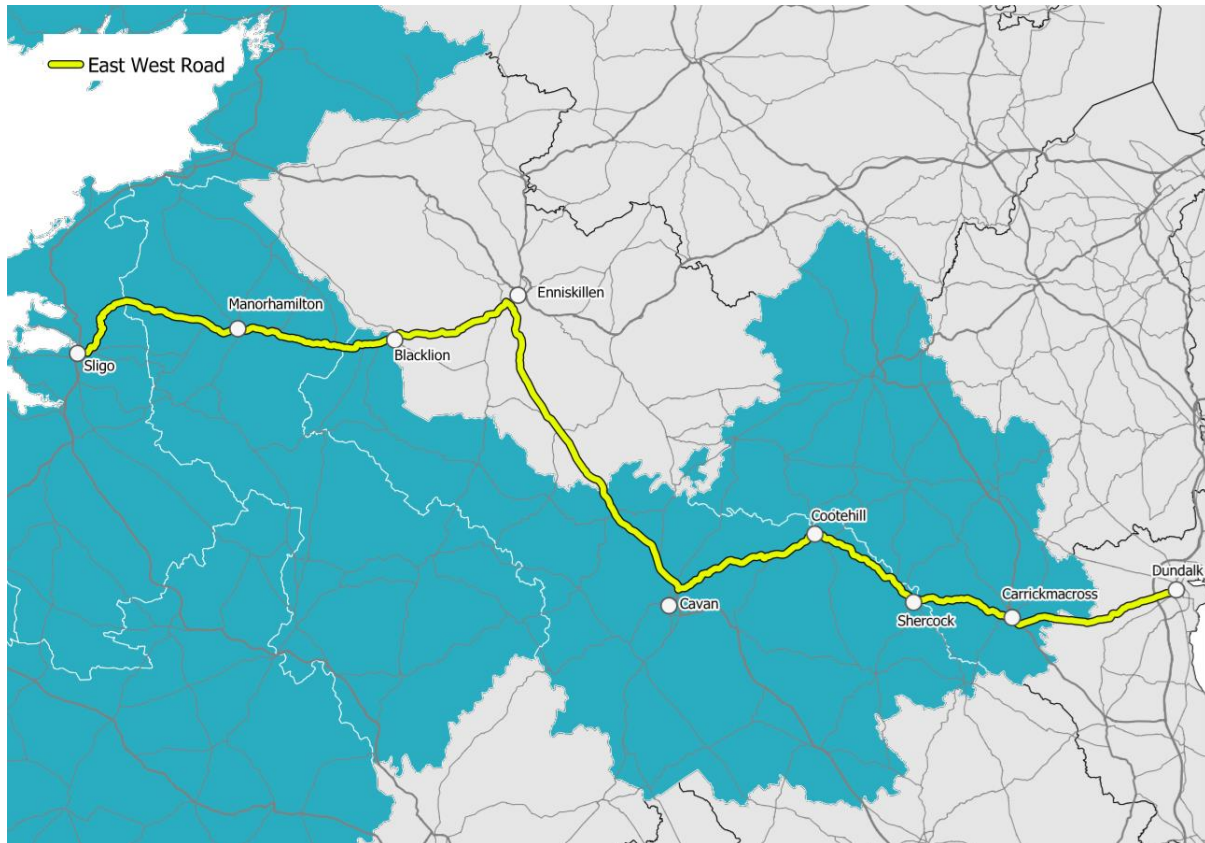 East West Road
Enniskillen
Manorhamilton
Blacklion
Sligo
Cootehill
Dundalk
Carrickmacross
Cavan
Shercock